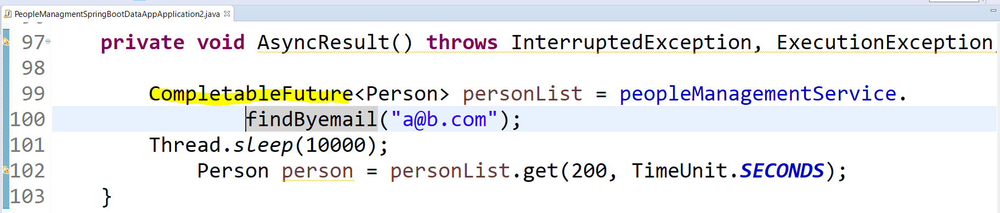 PeopleManagmentSpringBootDataAppApplication2.java
97 private void AsyncResult() throws InterruptedException, ExecutionException
98
99 CompletableFuture<Person> personList = peopleManagementService.
100 findByemail("a@b.com");
101 Thread.sleep(10000);
102 Person person = personList.get(200, TimeUnit.SECONDS);
103 }